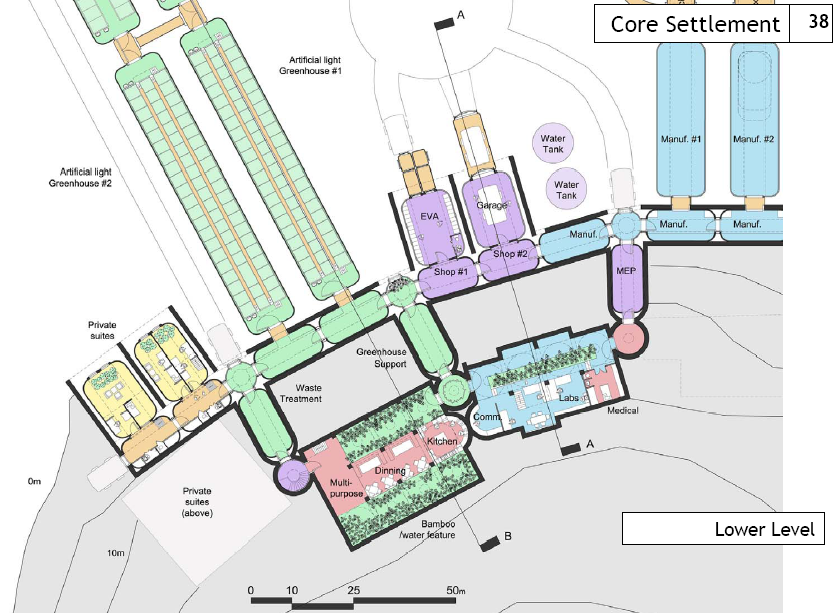 Core Settlement
38
A
Artificial light
Greenhouse #1
Water
Tank
Manuf. #1
Manuf. #2
Artificial light
Greenhouse #2
Water
Tank
EVA
Garage
Manuf.
Manuf.
Manuf.
Shop #1
Shop #2
MEP
Private
suites
Greenhouse
Support
Waste
Treatment
Labs
Comm.
Medical
Kitchen
A
Dinning
Multi-
purpose
0m
Private
suites
(above)
Bamboo
/water feature
B
10m
Lower Level
0
10
25
50m